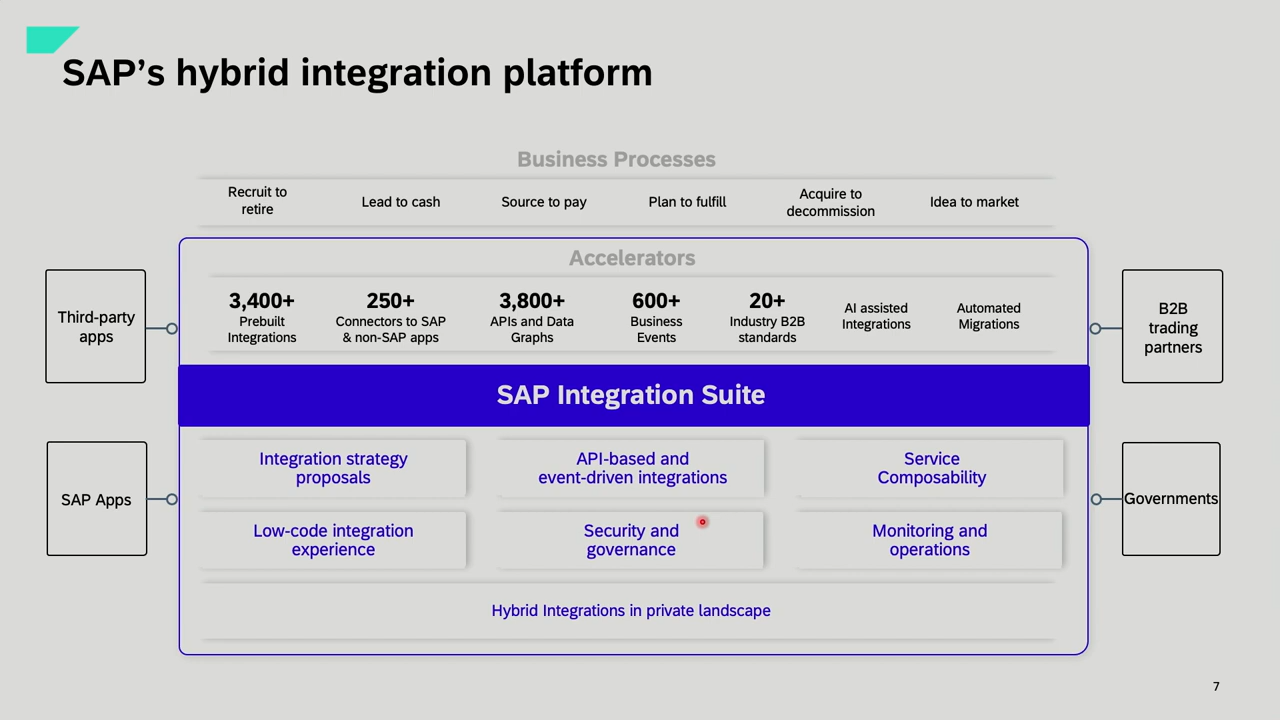 SAP’s hybrid integration platform
Business Processes
Recruit to
retire
Lead to cash
Source to pay
Plan to fulfill
Acquire to
decommission
Idea to market
Accelerators
3,400+
Prebuilt
Integrations
250+
Connectors to SAP
& non-SAP apps
3,800+
APIs and Data
Graphs
600+
Business
Events
20+
Industry B2B
standards
AI assisted
Integrations
Automated
Migrations
Third-party
apps
B2B
trading
partners
SAP Integration Suite
Integration strategy
proposals
API-based and
event-driven integrations
Service
Composability
SAP Apps
Governments
Low-code integration
experience
Security and
governance
Monitoring and
operations
Hybrid Integrations in private landscape
7